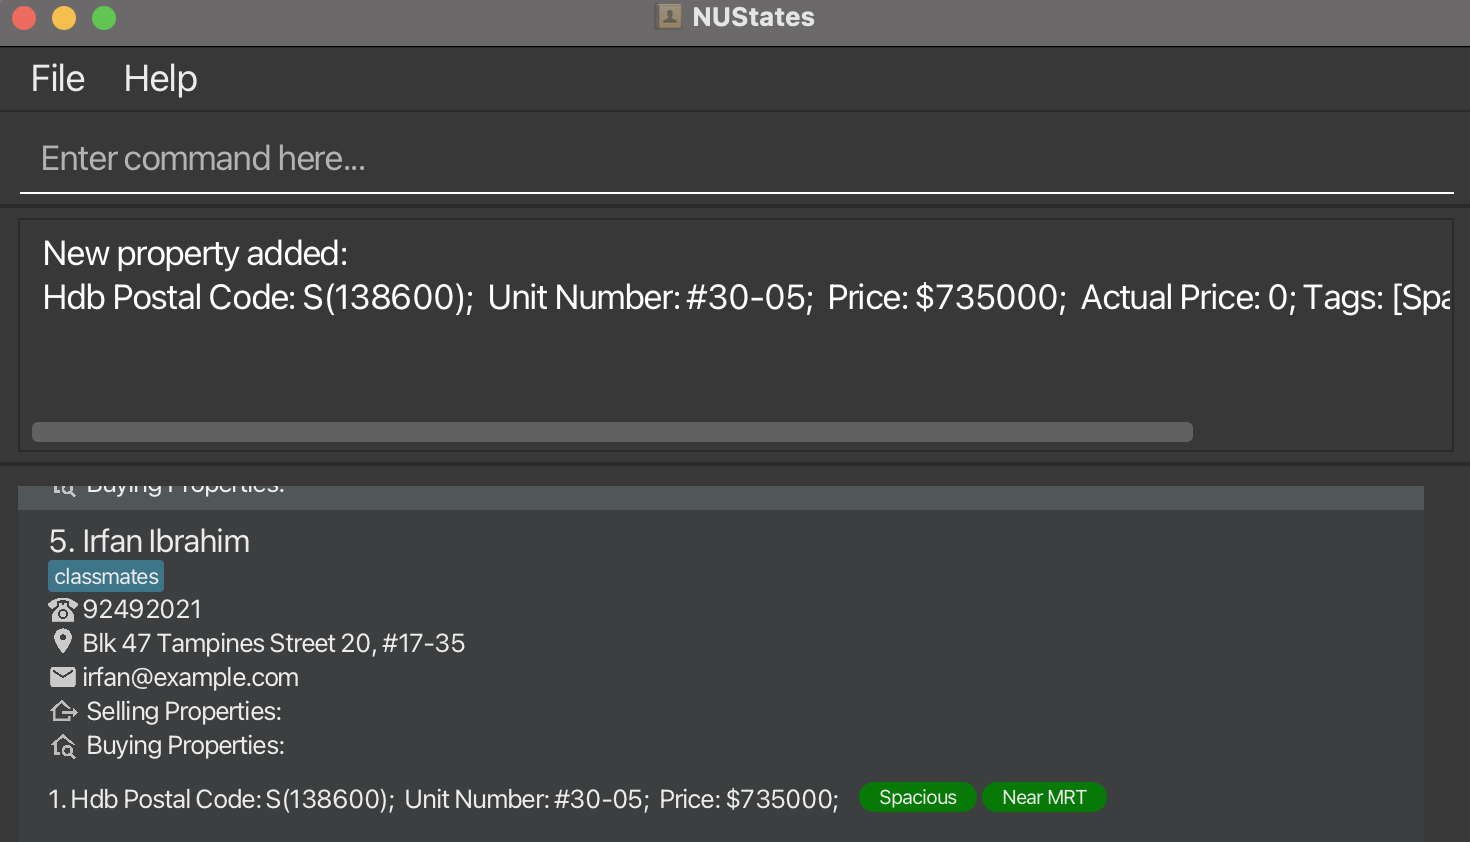 NUStates
File Help
Enter command here...
New property added:
Hdb Postal Code: S(138600); Unit Number: #30-05; Price: $735000; Actual Price: 0; Tags: [Spa
Buying Properties:
5. Irfan Ibrahim
classmates
92492021
Blk 47 Tampines Street 20, #17-35
irfan@example.com
Selling Properties:
Buying Properties:
1. Hdb Postal Code: S(138600); Unit Number: #30-05; Price: $735000; Spacious Near MRT